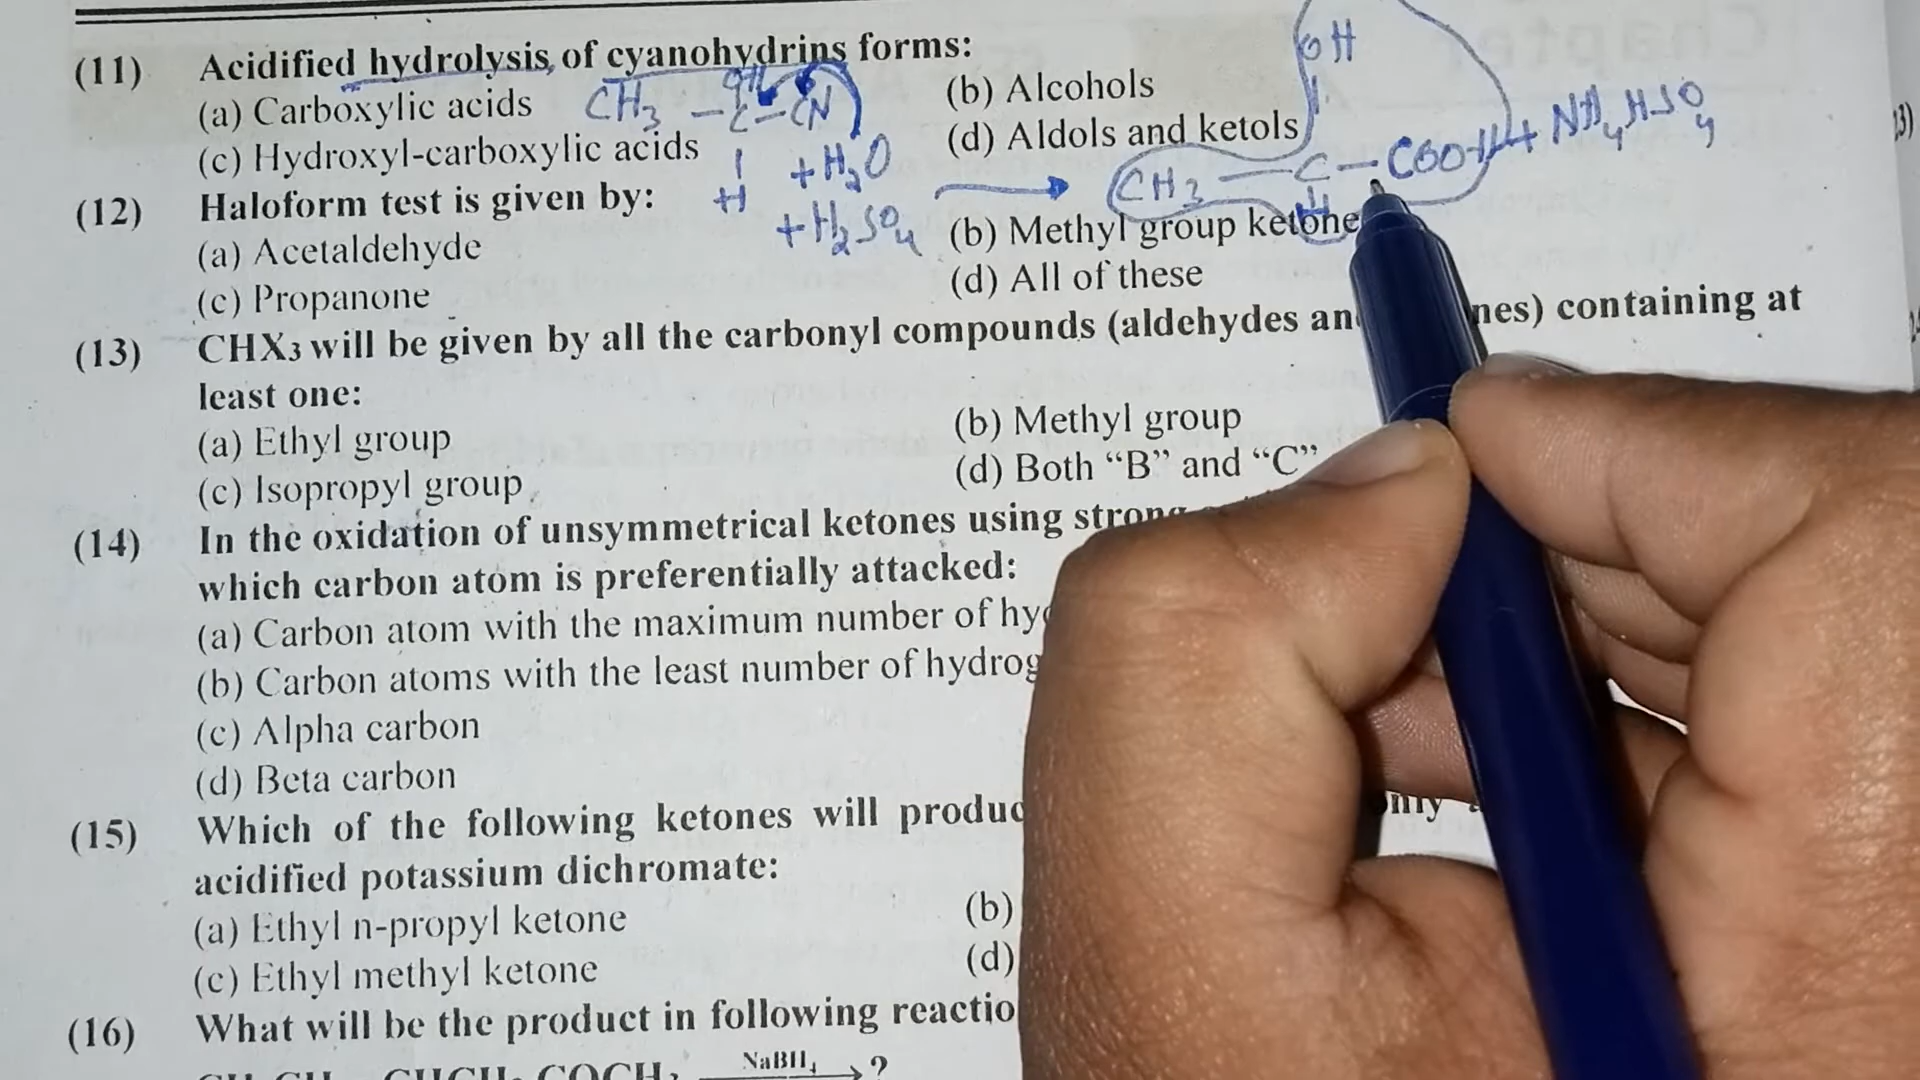 (11) Acidified hydrolysis of cyanohydrins forms:
(a) Carboxylic acids (b) Alcohols
(c) Hydroxyl-carboxylic acids (d) Aldols and ketols
CH3 – C – CN
H
+ H2O
+ H2SO4
OH
CH3 — C – COOH + NH4HSO4
H
(12) Haloform test is given by:
(a) Acetaldehyde (b) Methyl group ketone
(c) Propanone (d) All of these
(13) CHX3 will be given by all the carbonyl compounds (aldehydes an nes) containing at
least one:
(a) Ethyl group (b) Methyl group
(c) Isopropyl group (d) Both “B” and “C”
(14) In the oxidation of unsymmetrical ketones using strong
which carbon atom is preferentially attacked:
(a) Carbon atom with the maximum number of hyd
(b) Carbon atoms with the least number of hydrog
(c) Alpha carbon
(d) Beta carbon
(15) Which of the following ketones will produc only
acidified potassium dichromate:
(a) Ethyl n-propyl ketone (b)
(c) Ethyl methyl ketone (d)
(16) What will be the product in following reactio
NaBH4 → ?